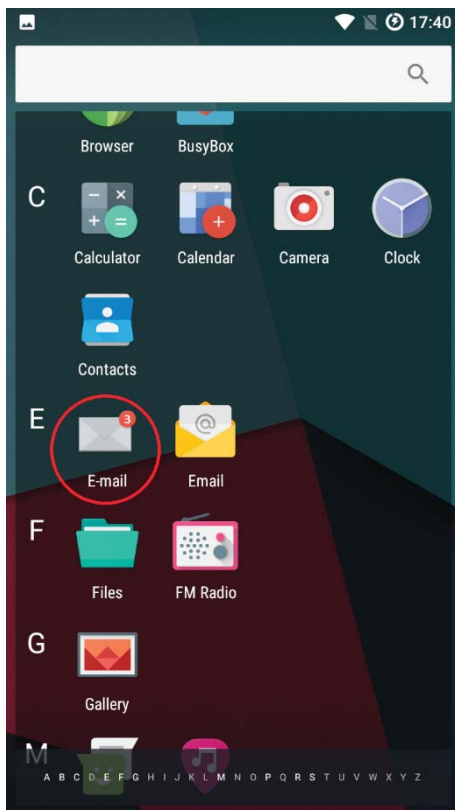 17:40
Browser BusyBox
C
Calculator Calendar Camera Clock
Contacts
E
3
@
E-mail Email
F
Files FM Radio
G
Gallery
M
A B C D E F G H I J K L M N O P Q R S T U V W X Y Z